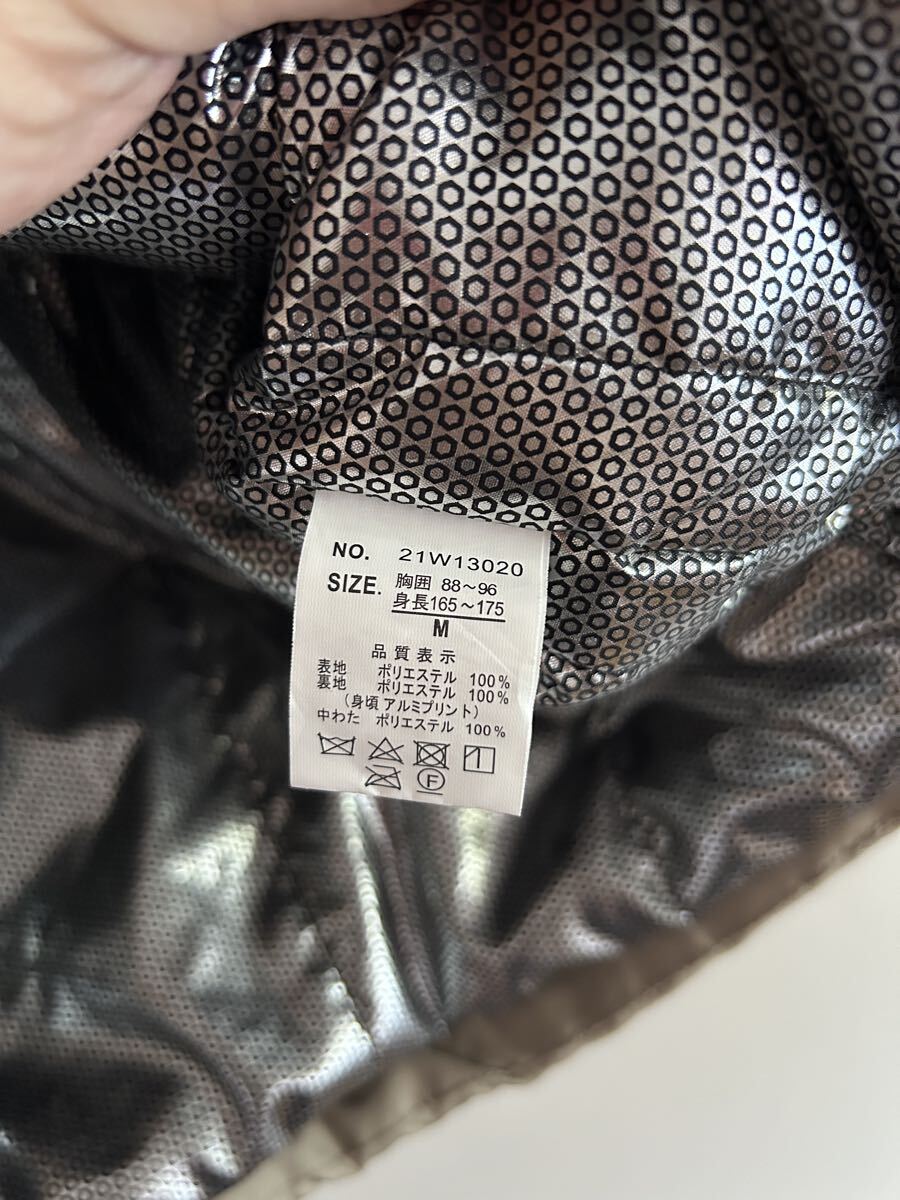 NO. 21W13020
SIZE. 胸囲 88～96
身長165～175
M
品質表示
表地 ポリエステル 100%
裏地 ポリエステル 100%
(身頃 アルミプリント)
中わた ポリエステル 100%
F